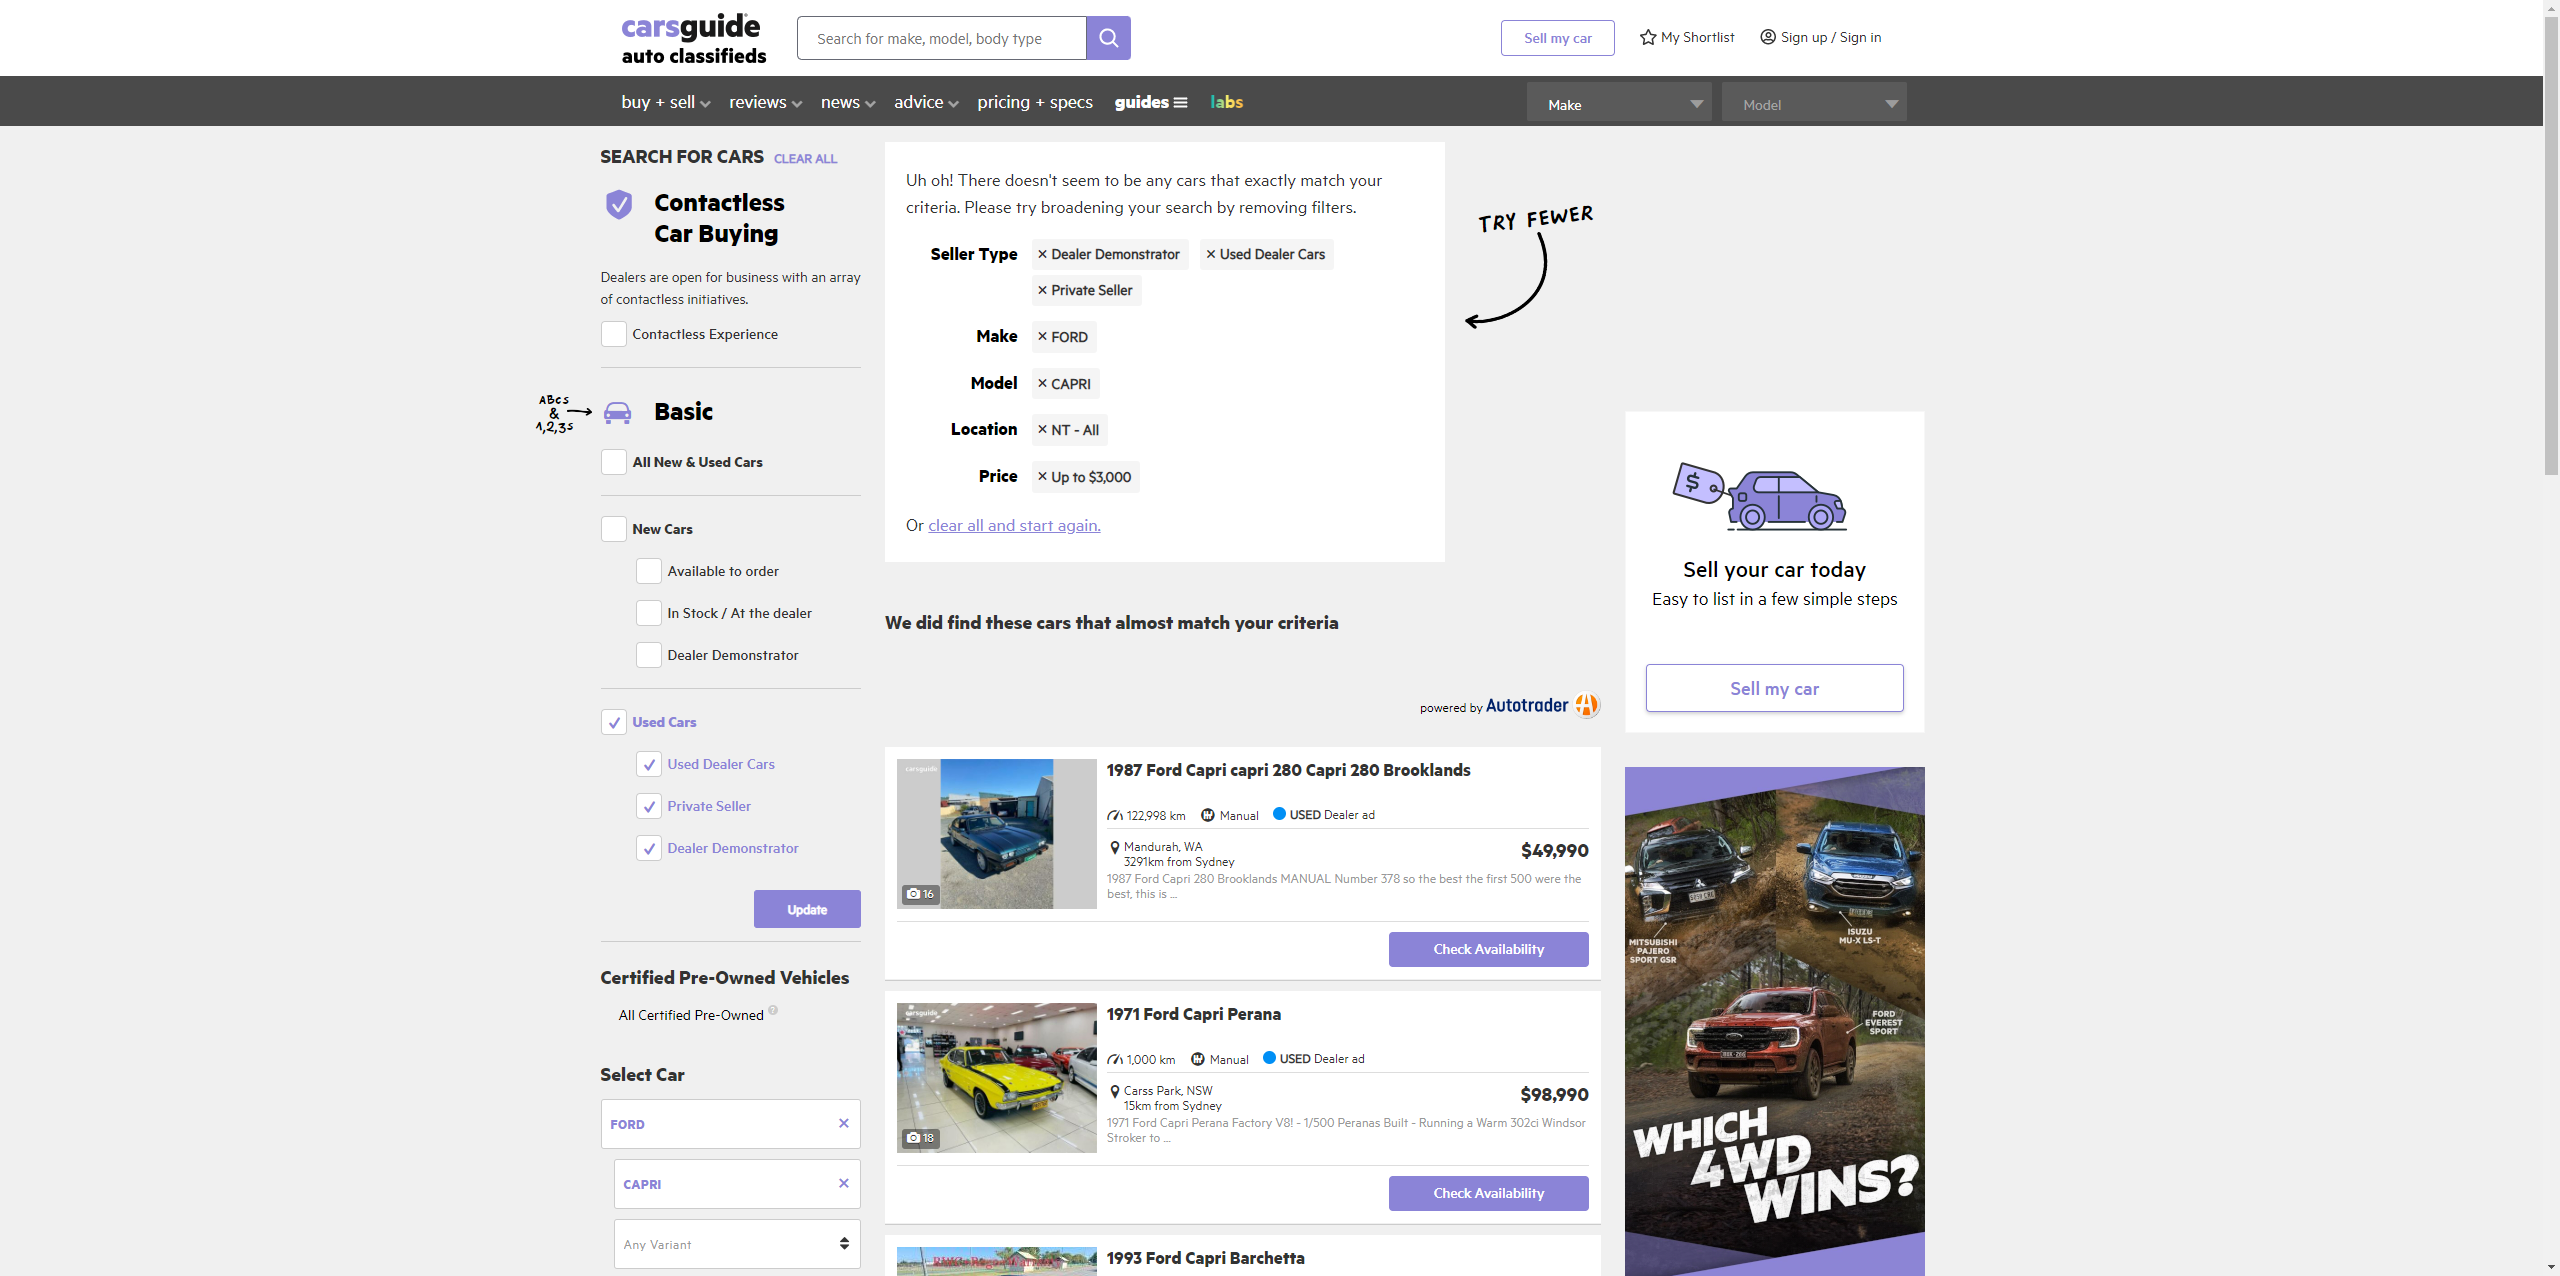 carsguide
auto classifieds
Search for make, model, body type
Sell my car
My Shortlist
Sign up / Sign in
buy + sell
reviews
news
advice
pricing + specs
guides
labs
Make
Model
SEARCH FOR CARS CLEAR ALL
Contactless
Car Buying
Dealers are open for business with an array
of contactless initiatives.
Contactless Experience
ABCs
&
1,2,3s
Basic
All New & Used Cars
New Cars
Available to order
In Stock / At the dealer
Dealer Demonstrator
Used Cars
Used Dealer Cars
Private Seller
Dealer Demonstrator
Update
Certified Pre-Owned Vehicles
All Certified Pre-Owned ?
Select Car
FORD ×
CAPRI ×
Any Variant
Uh oh! There doesn't seem to be any cars that exactly match your
criteria. Please try broadening your search by removing filters.
Seller Type × Dealer Demonstrator × Used Dealer Cars
× Private Seller
Make × FORD
Model × CAPRI
Location × NT - All
Price × Up to $3,000
Or clear all and start again.
TRY FEWER
We did find these cars that almost match your criteria
powered by Autotrader
carsguide
16
1987 Ford Capri capri 280 Capri 280 Brooklands
122,998 km Manual USED Dealer ad
Mandurah, WA
3291km from Sydney
$49,990
1987 Ford Capri 280 Brooklands MANUAL Number 378 so the best the first 500 were the
best, this is ...
Check Availability
carsguide
18
1971 Ford Capri Perana
1,000 km Manual USED Dealer ad
Carss Park, NSW
15km from Sydney
$98,990
1971 Ford Capri Perana Factory V8! - 1/500 Peranas Built - Running a Warm 302ci Windsor
Stroker to ...
Check Availability
1993 Ford Capri Barchetta
$
Sell your car today
Easy to list in a few simple steps
Sell my car
MITSUBISHI
PAJERO
SPORT GSR
ISUZU
MU-X LS-T
FORD
EVEREST
SPORT
WHICH
4WD
WINS?